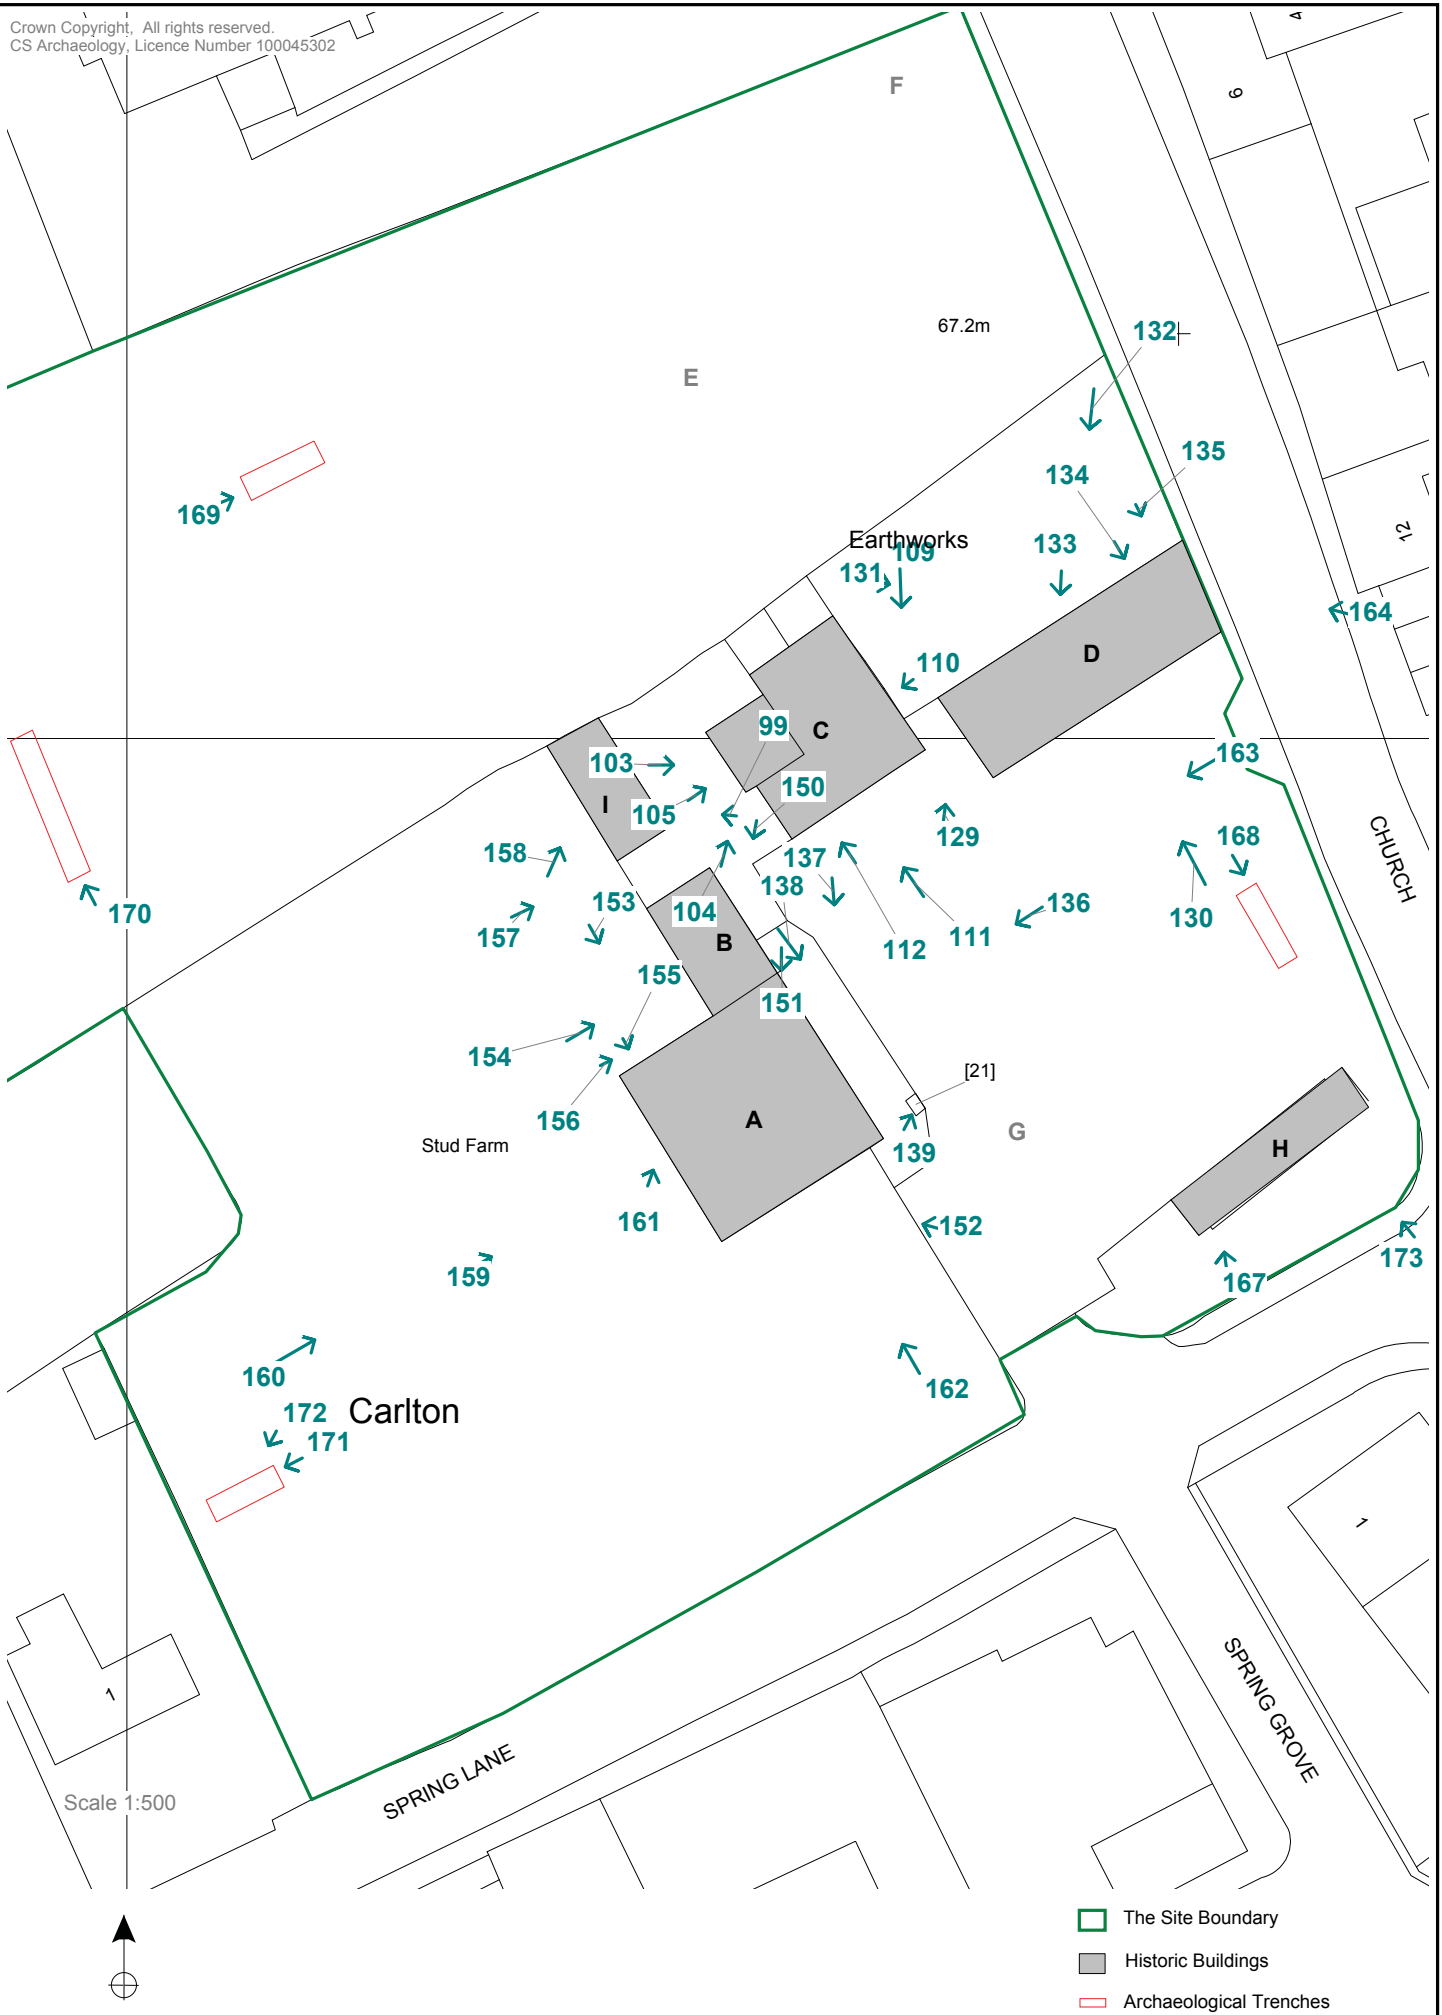 Crown Copyright, All rights reserved.
CS Archaeology, Licence Number 100045302
4
F
9
67.2m
132
E
135
134
169
Earthworks
109
133
12
131
164
110
D
99
C
103
163
I
150
105
129
CHURCH
168
158
137
138
153
170
104
136
157
130
B
111
112
155
151
154
[21]
156
A
G
Stud Farm
139
H
161
152
173
159
167
160
162
172
Carlton
171
1
SPRING GROVE
1
SPRING LANE
Scale 1:500
The Site Boundary
Historic Buildings
Archaeological Trenches